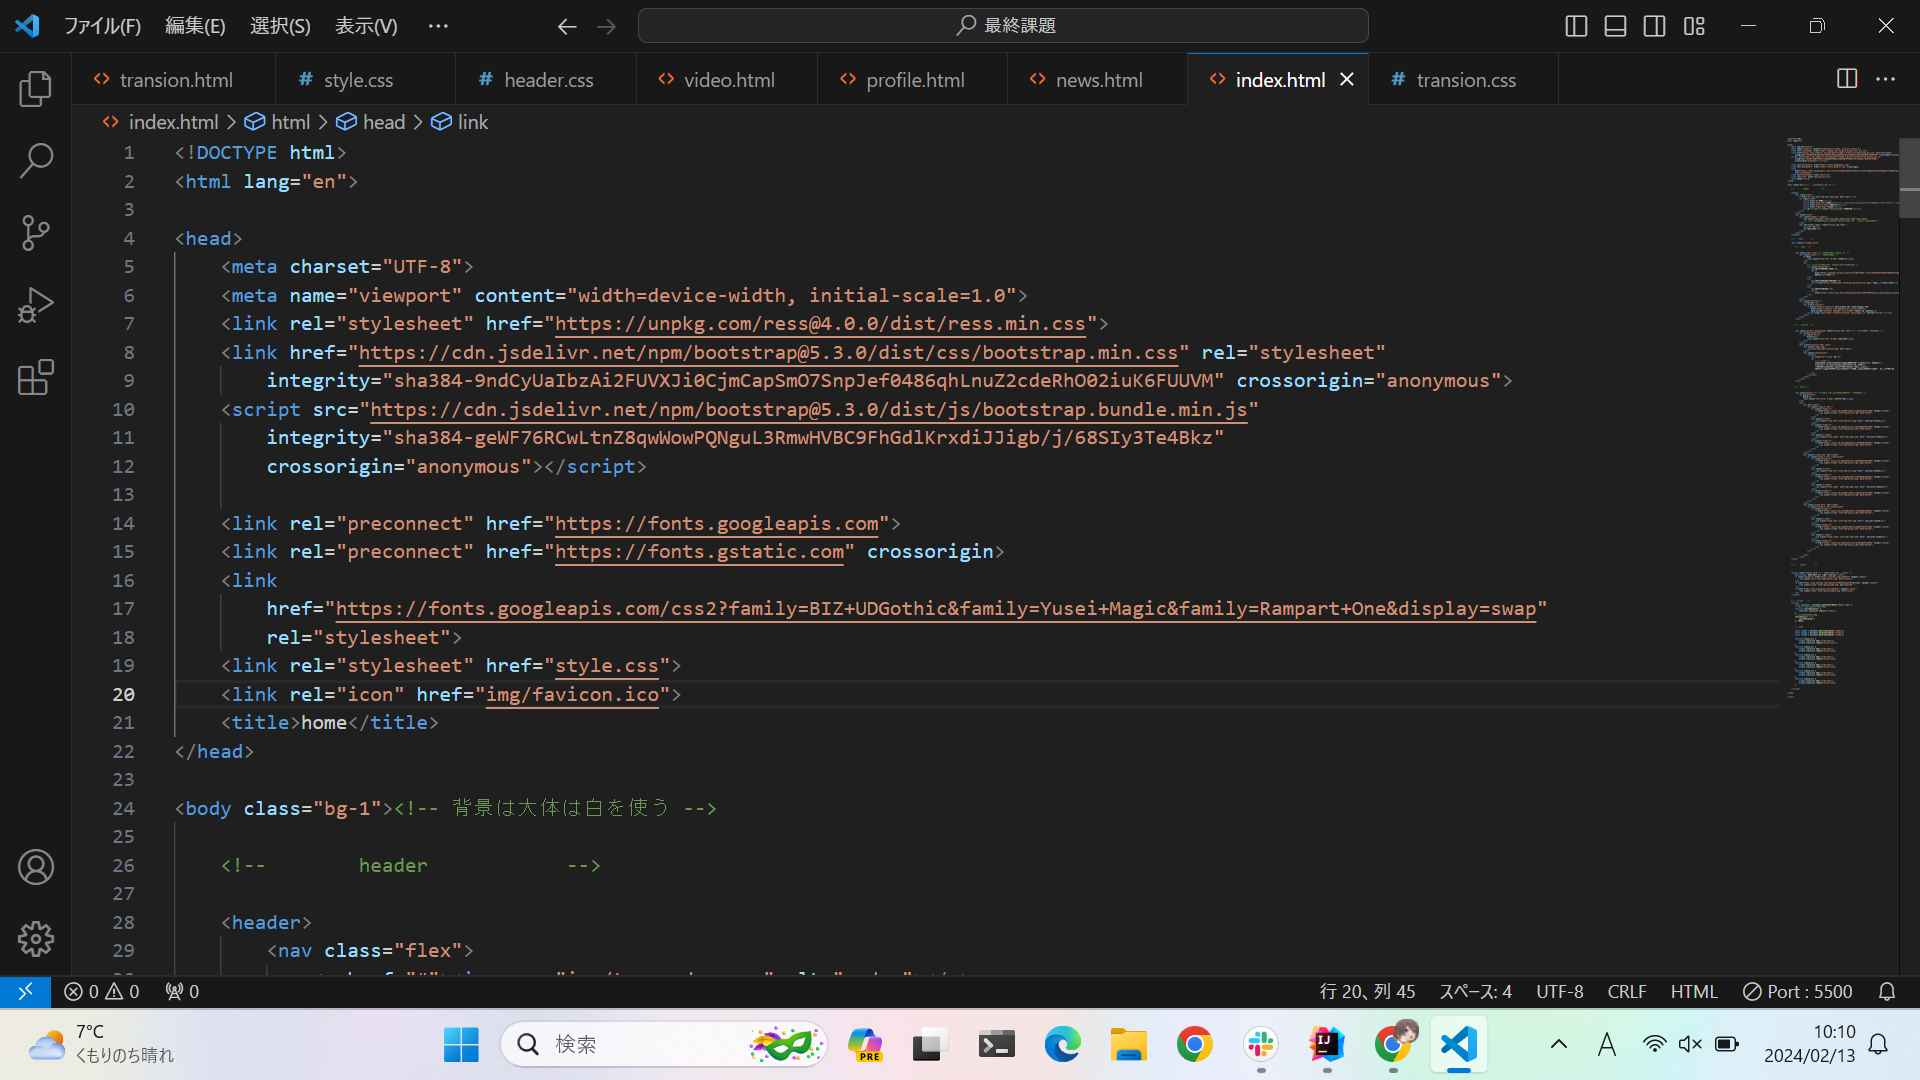 ファイル(F) 編集(E) 選択(S) 表示(V) ··· 最終課題
transion.html style.css header.css video.html profile.html news.html index.html transion.css
index.html > html > head > link
1 <!DOCTYPE html>
2 <html lang="en">
3
4 <head>
5 <meta charset="UTF-8">
6 <meta name="viewport" content="width=device-width, initial-scale=1.0">
7 <link rel="stylesheet" href="https://unpkg.com/ress@4.0.0/dist/ress.min.css">
8 <link href="https://cdn.jsdelivr.net/npm/bootstrap@5.3.0/dist/css/bootstrap.min.css" rel="stylesheet"
9 integrity="sha384-9ndCyUaIbzAi2FUVXJi0CjmCapSmO7SnpJef0486qhLnuZ2cdeRhO02iuK6FUUVM" crossorigin="anonymous">
10 <script src="https://cdn.jsdelivr.net/npm/bootstrap@5.3.0/dist/js/bootstrap.bundle.min.js"
11 integrity="sha384-geWF76RCwLtnZ8qwWowPQNguL3RmwHVBC9FhGdlKrxdiJJigb/j/68SIy3Te4Bkz"
12 crossorigin="anonymous"></script>
13
14 <link rel="preconnect" href="https://fonts.googleapis.com">
15 <link rel="preconnect" href="https://fonts.gstatic.com" crossorigin>
16 <link
17 href="https://fonts.googleapis.com/css2?family=BIZ+UDGothic&family=Yusei+Magic&family=Rampart+One&display=swap"
18 rel="stylesheet">
19 <link rel="stylesheet" href="style.css">
20 <link rel="icon" href="img/favicon.ico">
21 <title>home</title>
22 </head>
23
24 <body class="bg-1"><!-- 背景は大体は白を使う -->
25
26 <!-- header -->
27
28 <header>
29 <nav class="flex">
0 0 0 行 20、列 45 スペース: 4 UTF-8 CRLF HTML Port : 5500
7°C
くもりのち晴れ
検索
PRE
IJ
A
10:10
2024/02/13